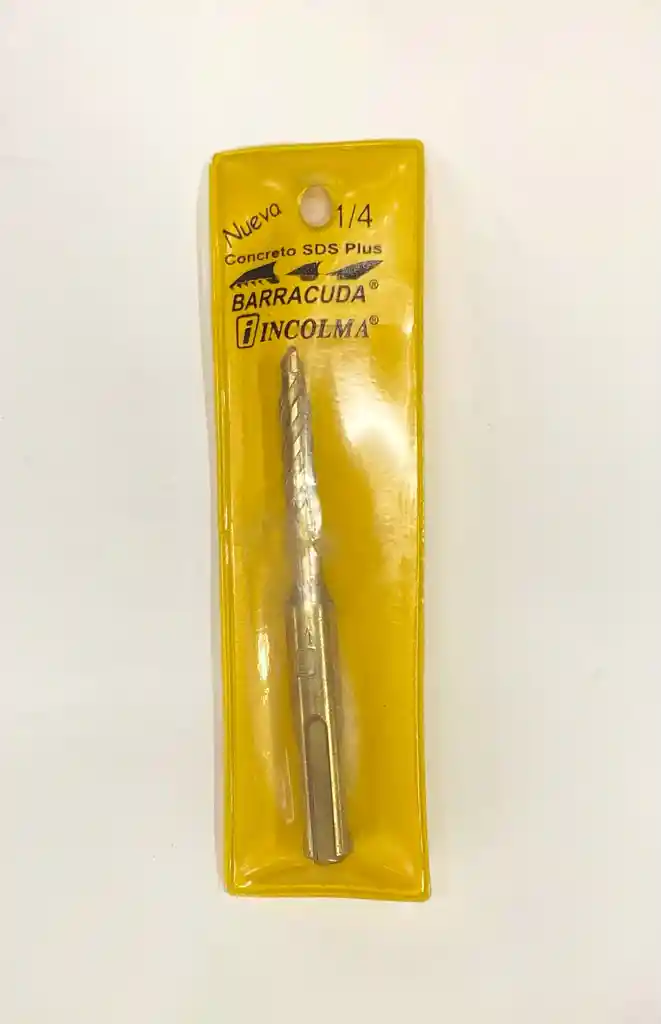 Nueva 1/4
Concreto SDS Plus
BARRACUDA®
i INCOLMA®